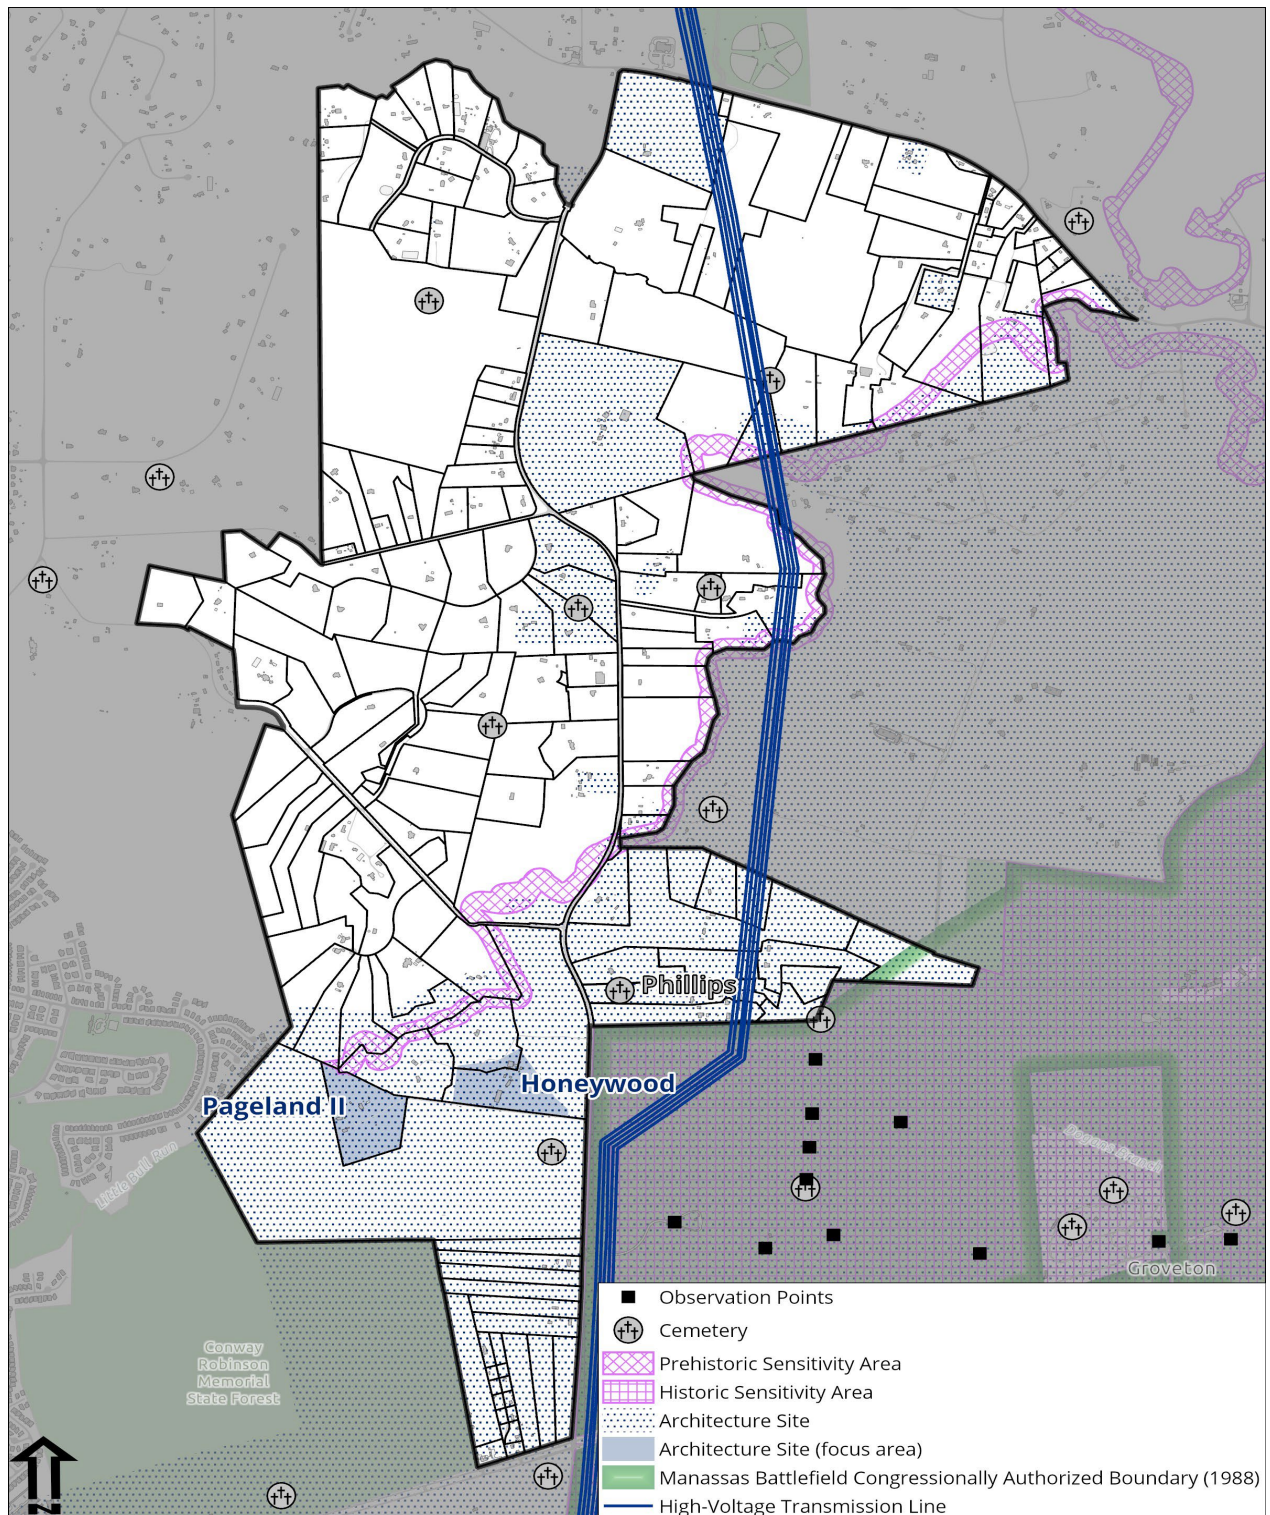 Phillips
Honeywood
Pageland II
Little Bull Run
Groveton
Conway
Robinson
Memorial
State Forest
N
Observation Points
Cemetery
Prehistoric Sensitivity Area
Historic Sensitivity Area
Architecture Site
Architecture Site (focus area)
Manassas Battlefield Congressionally Authorized Boundary (1988)
High-Voltage Transmission Line